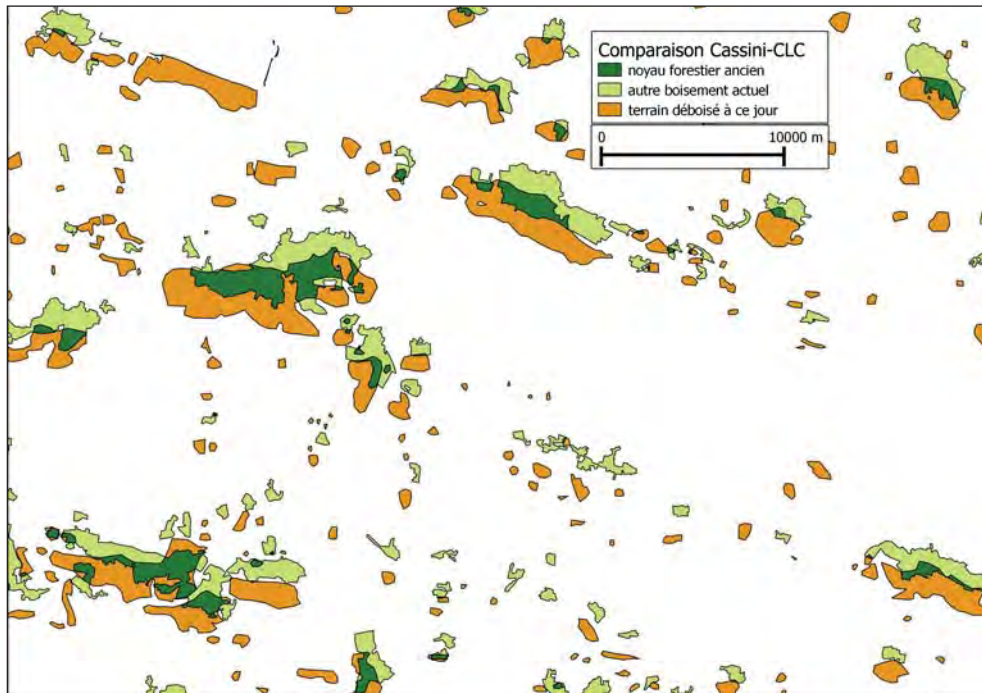 Comparaison Cassini-CLC
noyau forestier ancien
autre boisement actuel
terrain déboisé à ce jour
0 10000 m